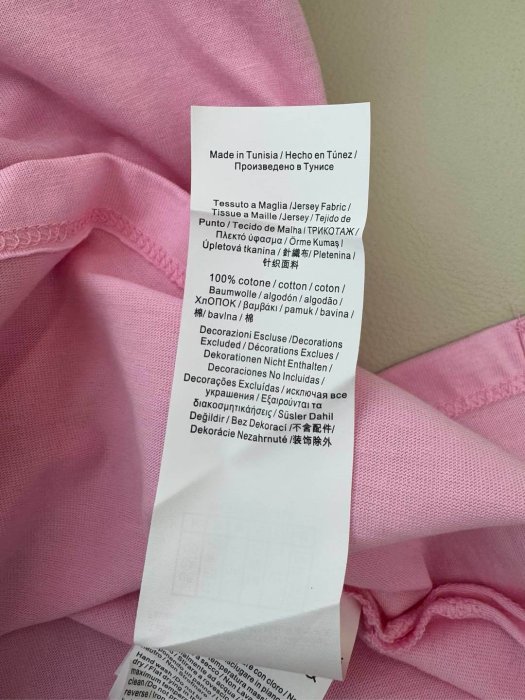 Made in Tunisia / Hecho en Túnez /
Произведено в Тунисе
Tessuto a Maglia /Jersey Fabric/
Tissue a Maille / Jersey / Tejido de
Punto / Tecido de Malha /ТРИКОТАЖ/
Πλεκτό ύφασμα / Örme Kumaş /
Úpletová tkanina / 針織布/ Pletenina /
针织面料
100% cotone / cotton / coton /
Baumwolle / algodón / algodão /
ХлОПОК / βαμβάκι / pamuk / bavina /
棉/ bavlna / 棉
Decorazioni Escluse /Decorations
Excluded / Décorations Exclues /
Dekorationen Nicht Enthalten /
Decoraciones No Incluidas /
Decorações Excluídas / исключая все
украшения / Εξαιρούνται τα
διακοσμητικάήσεις / Süsler Dahil
Değildir / Bez Dekorací /不含配件/
Dekorácie Nezahrnuté /装饰除外